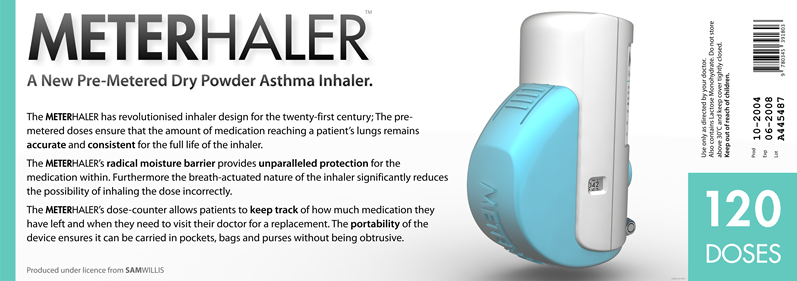 METERHALER™
A New Pre-Metered Dry Powder Asthma Inhaler.
The METERHALER has revolutionised inhaler design for the twenty-first century; The pre-
metered doses ensure that the amount of medication reaching a patient's lungs remains
accurate and consistent for the full life of the inhaler.
The METERHALER's radical moisture barrier provides unparalleled protection for the
medication within. Furthermore the breath-actuated nature of the inhaler significantly reduces
the possibility of inhaling the dose incorrectly.
The METERHALER's dose-counter allows patients to keep track of how much medication they
have left and when they need to visit their doctor for a replacement. The portability of the
device ensures it can be carried in pockets, bags and purses without being obtrusive.
Produced under licence from SAMWILLIS
Use only as directed by your doctor.
Also contains Lactose Monohydrate. Do not store
above 30°C and keep cover tightly closed.
Keep out of reach of children.
Prod 10-2004
Exp 06-2008
Lot A445487
120
DOSES